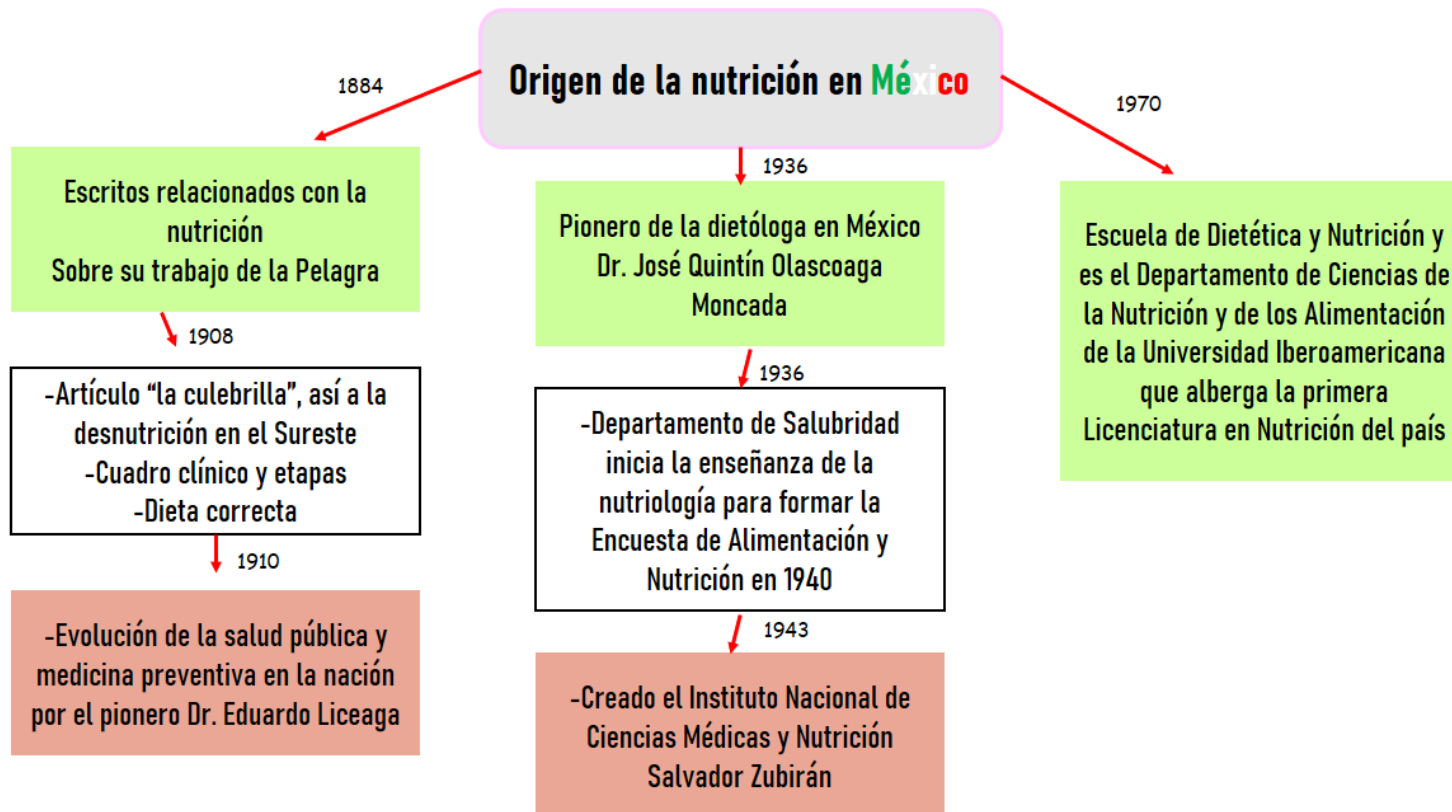 Origen de la nutrición en México
1884
Escritos relacionados con la
nutrición
Sobre su trabajo de la Pelagra
1908
-Artículo “la culebrilla”, así a la
desnutrición en el Sureste
-Cuadro clínico y etapas
-Dieta correcta
1910
-Evolución de la salud pública y
medicina preventiva en la nación
por el pionero Dr. Eduardo Liceaga
1936
Pionero de la dietóloga en México
Dr. José Quintín Olascoaga
Moncada
1936
-Departamento de Salubridad
inicia la enseñanza de la
nutriología para formar la
Encuesta de Alimentación y
Nutrición en 1940
1943
-Creado el Instituto Nacional de
Ciencias Médicas y Nutrición
Salvador Zubirán
1970
Escuela de Dietética y Nutrición y
es el Departamento de Ciencias de
la Nutrición y de los Alimentación
de la Universidad Iberoamericana
que alberga la primera
Licenciatura en Nutrición del país